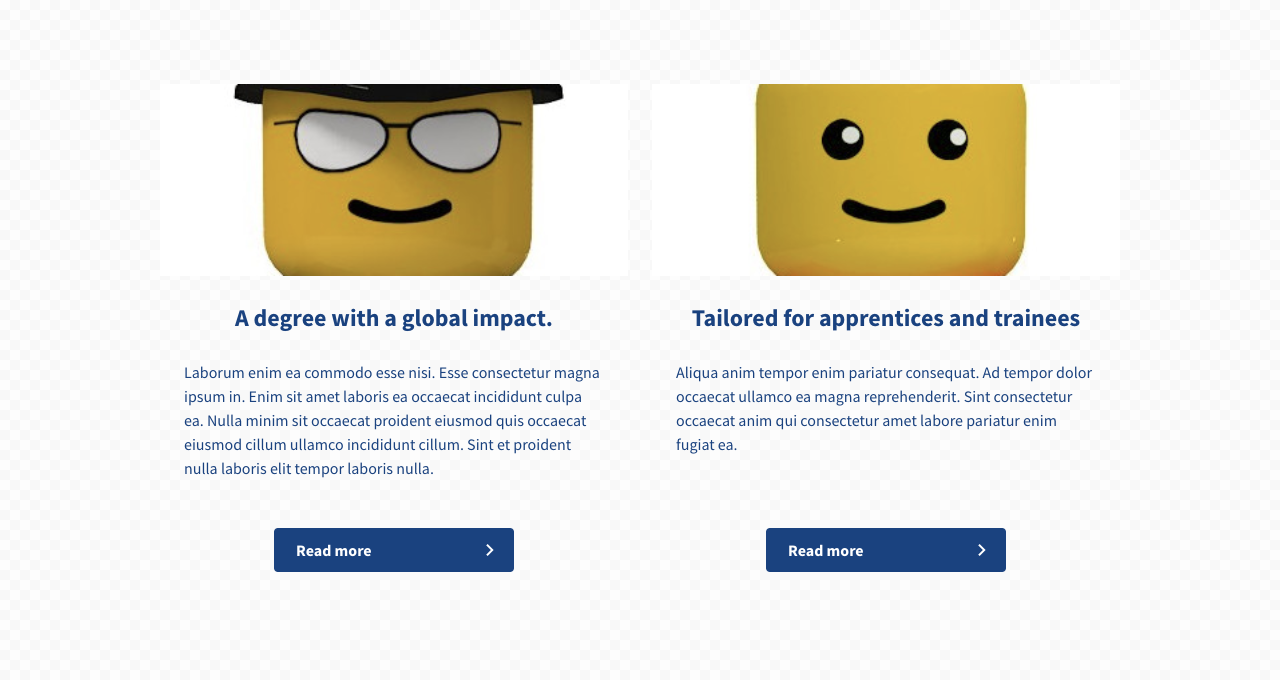 A degree with a global impact.
Laborum enim ea commodo esse nisi. Esse consectetur magna
ipsum in. Enim sit amet laboris ea occaecat incididunt culpa
ea. Nulla minim sit occaecat proident eiusmod quis occaecat
eiusmod cillum ullamco incididunt cillum. Sint et proident
nulla laboris elit tempor laboris nulla.
Read more
Tailored for apprentices and trainees
Aliqua anim tempor enim pariatur consequat. Ad tempor dolor
occaecat ullamco ea magna reprehenderit. Sint consectetur
occaecat anim qui consectetur amet labore pariatur enim
fugiat ea.
Read more